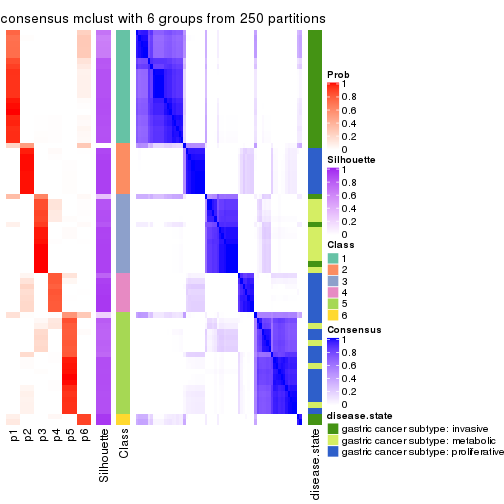 consensus mclust with 6 groups from 250 partitions
Prob
1
0.8
0.6
0.4
0.2
0
Silhouette
1
0.8
0.6
0.4
0.2
0
Class
1
2
3
4
5
6
Consensus
1
0.8
0.6
0.4
0.2
0
disease.state
gastric cancer subtype: invasive
gastric cancer subtype: metabolic
gastric cancer subtype: proliferative
p1
p2
p3
p4
p5
p6
Silhouette
Class
disease.state